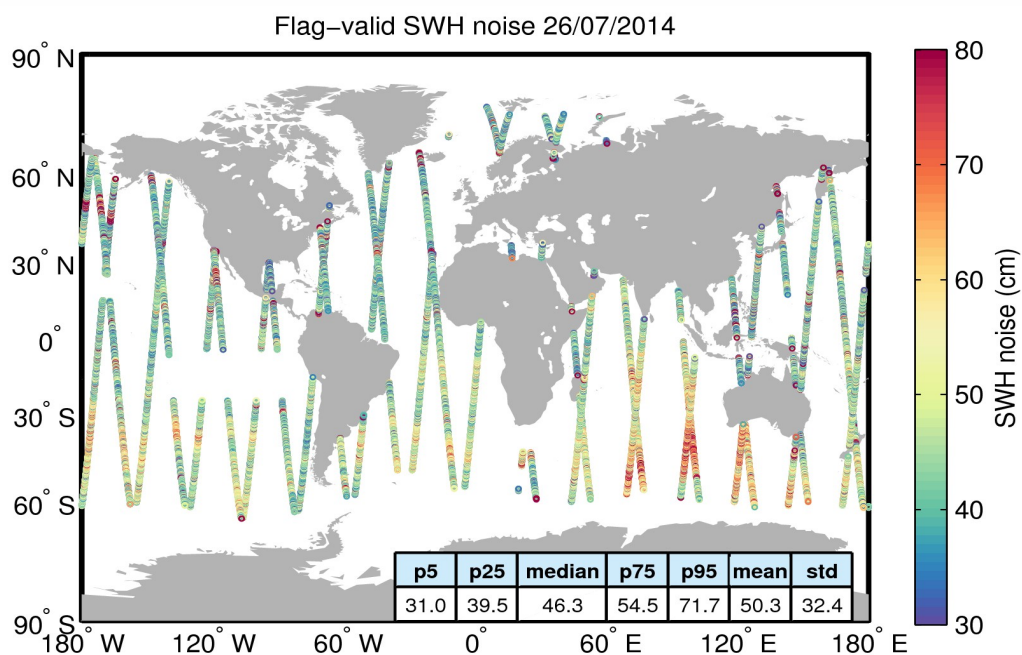 Flag−valid SWH noise 26/07/2014
90° N
60° N
30° N
0°
30° S
60° S
90° S
180° W 120° W 60° W 0° 60° E 120° E 180° E
80
70
60
50
40
30
SWH noise (cm)
p5 p25 median p75 p95 mean std
31.0 39.5 46.3 54.5 71.7 50.3 32.4